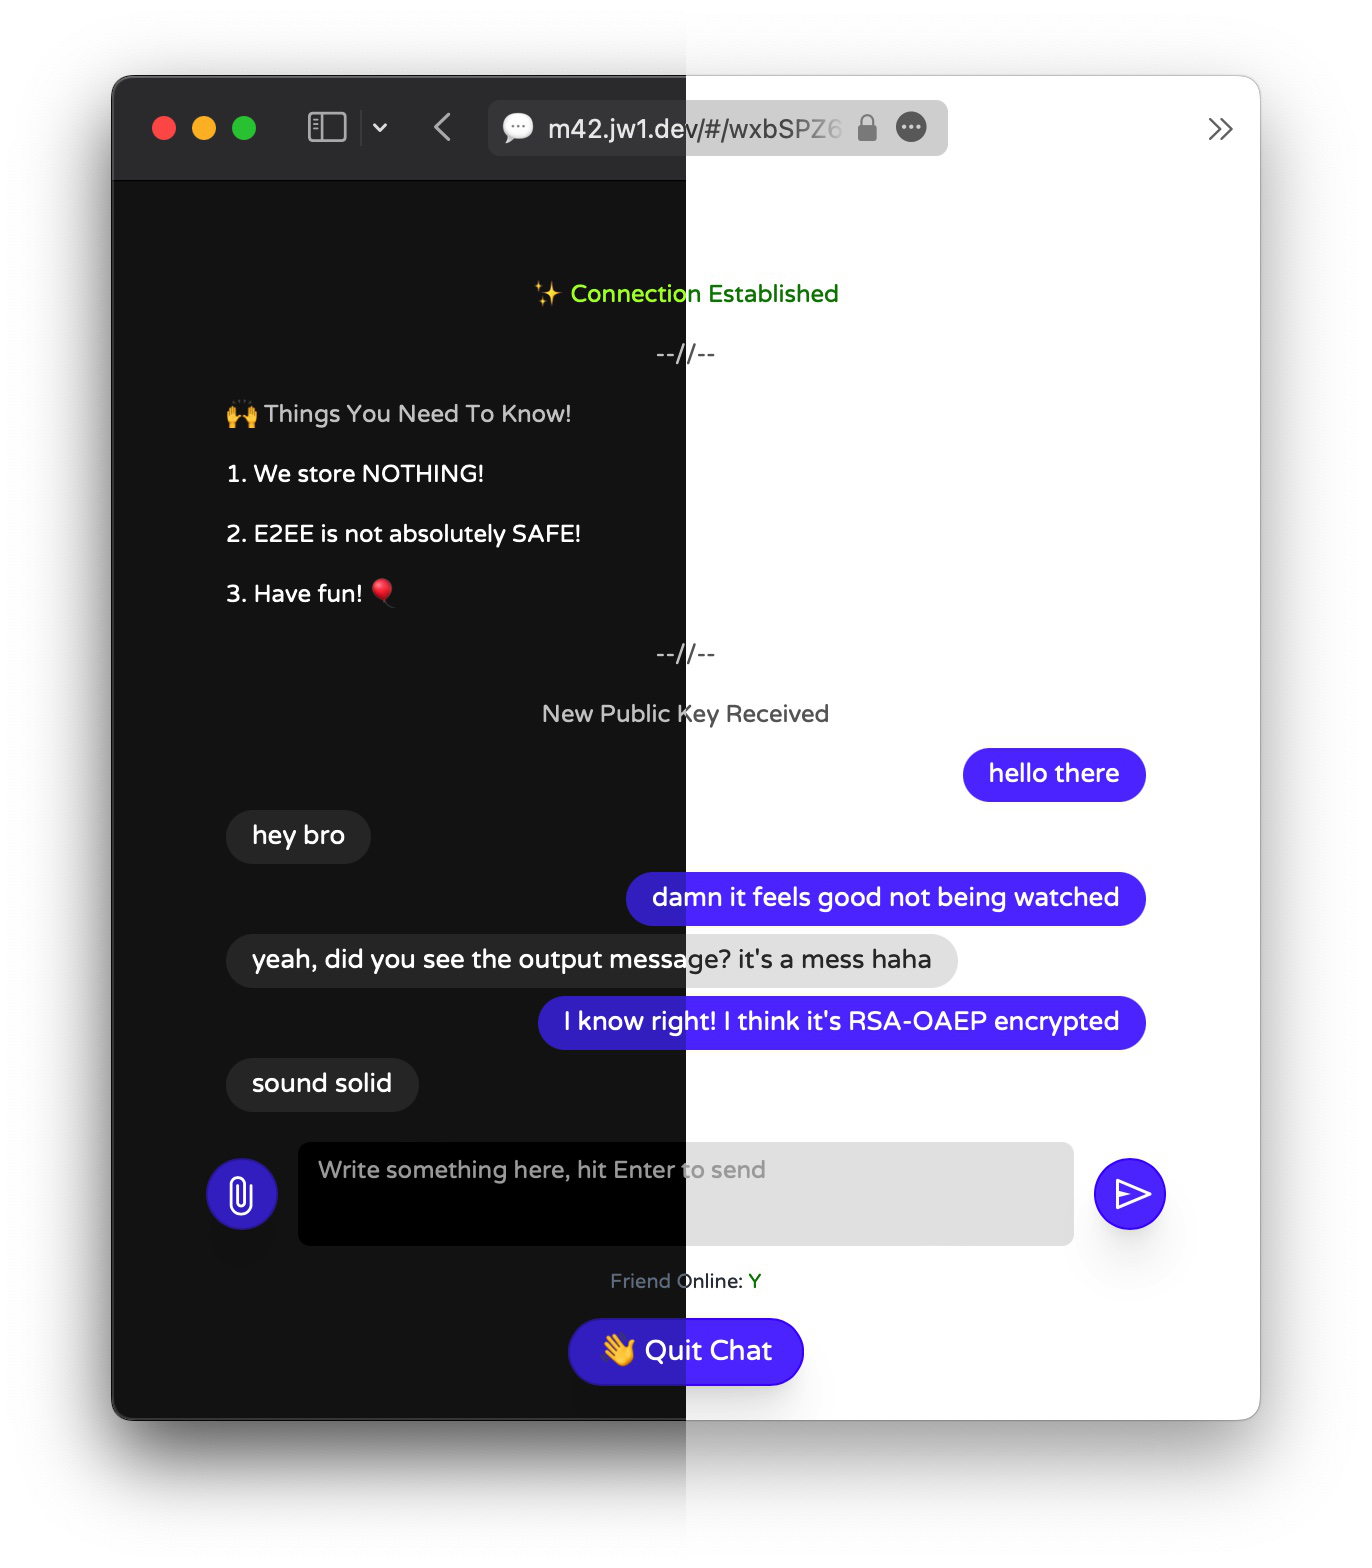 m42.jw1.dev/#/wxbSPZ6
✨ Connection Established
--//--
🙌 Things You Need To Know!
1. We store NOTHING!
2. E2EE is not absolutely SAFE!
3. Have fun! 🎈
--//--
New Public Key Received
hello there
hey bro
damn it feels good not being watched
yeah, did you see the output message? it's a mess haha
I know right! I think it's RSA-OAEP encrypted
sound solid
Write something here, hit Enter to send
Friend Online: Y
👋 Quit Chat